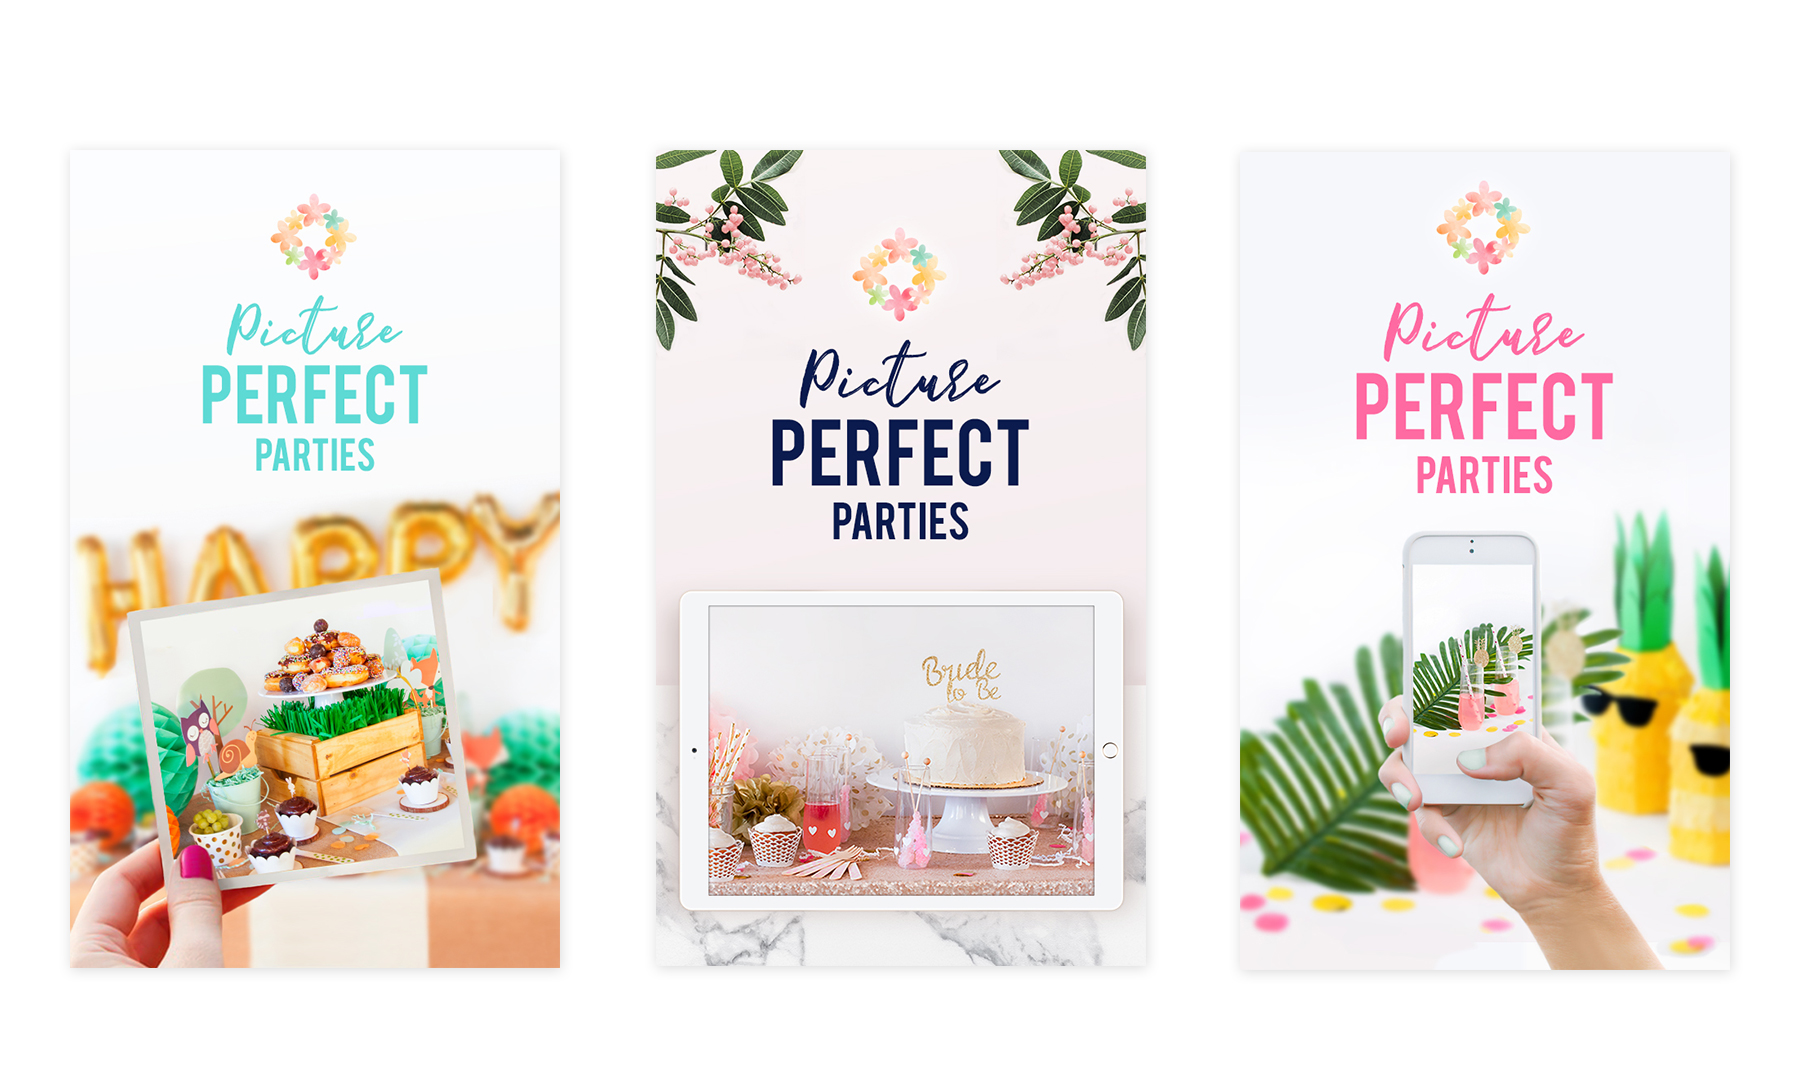 Picture
PERFECT
PARTIES
HAPPY
Picture
PERFECT
PARTIES
Bride
to Be
Picture
PERFECT
PARTIES